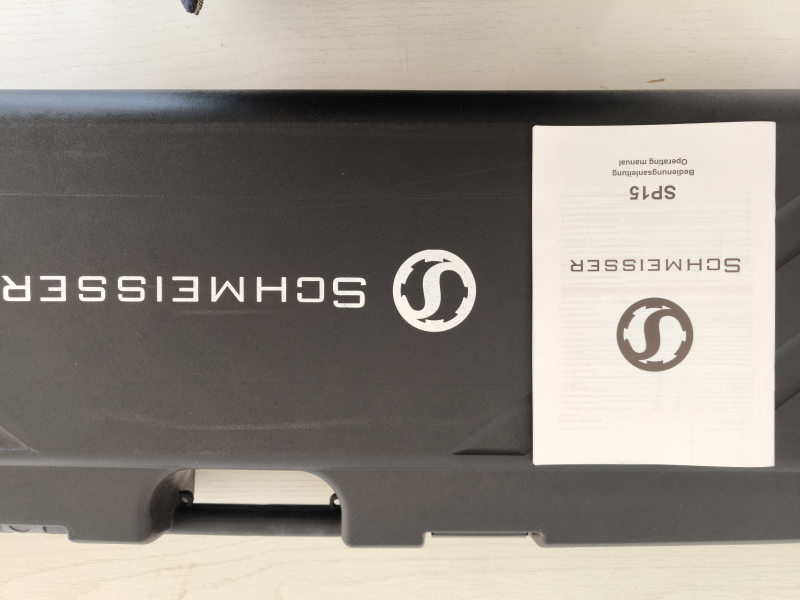 SCHMEISSER
SCHMEISSER
SP15
Bedienungsanleitung
Operating manual